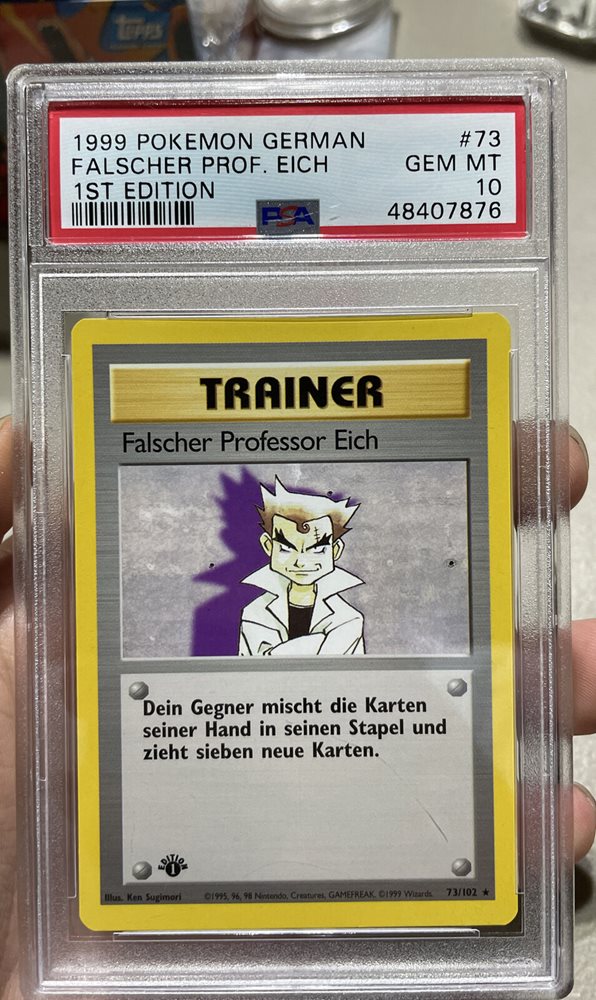 TOPPS
1999 POKEMON GERMAN #73
FALSCHER PROF. EICH GEM MT
1ST EDITION 10
PSA 48407876
TRAINER
Falscher Professor Eich
Dein Gegner mischt die Karten
seiner Hand in seinen Stapel und
zieht sieben neue Karten.
EDITION
1
Illus. Ken Sugimori ©1995, 96, 98 Nintendo, Creatures, GAMEFREAK. ©1999 Wizards. 73/102 ★